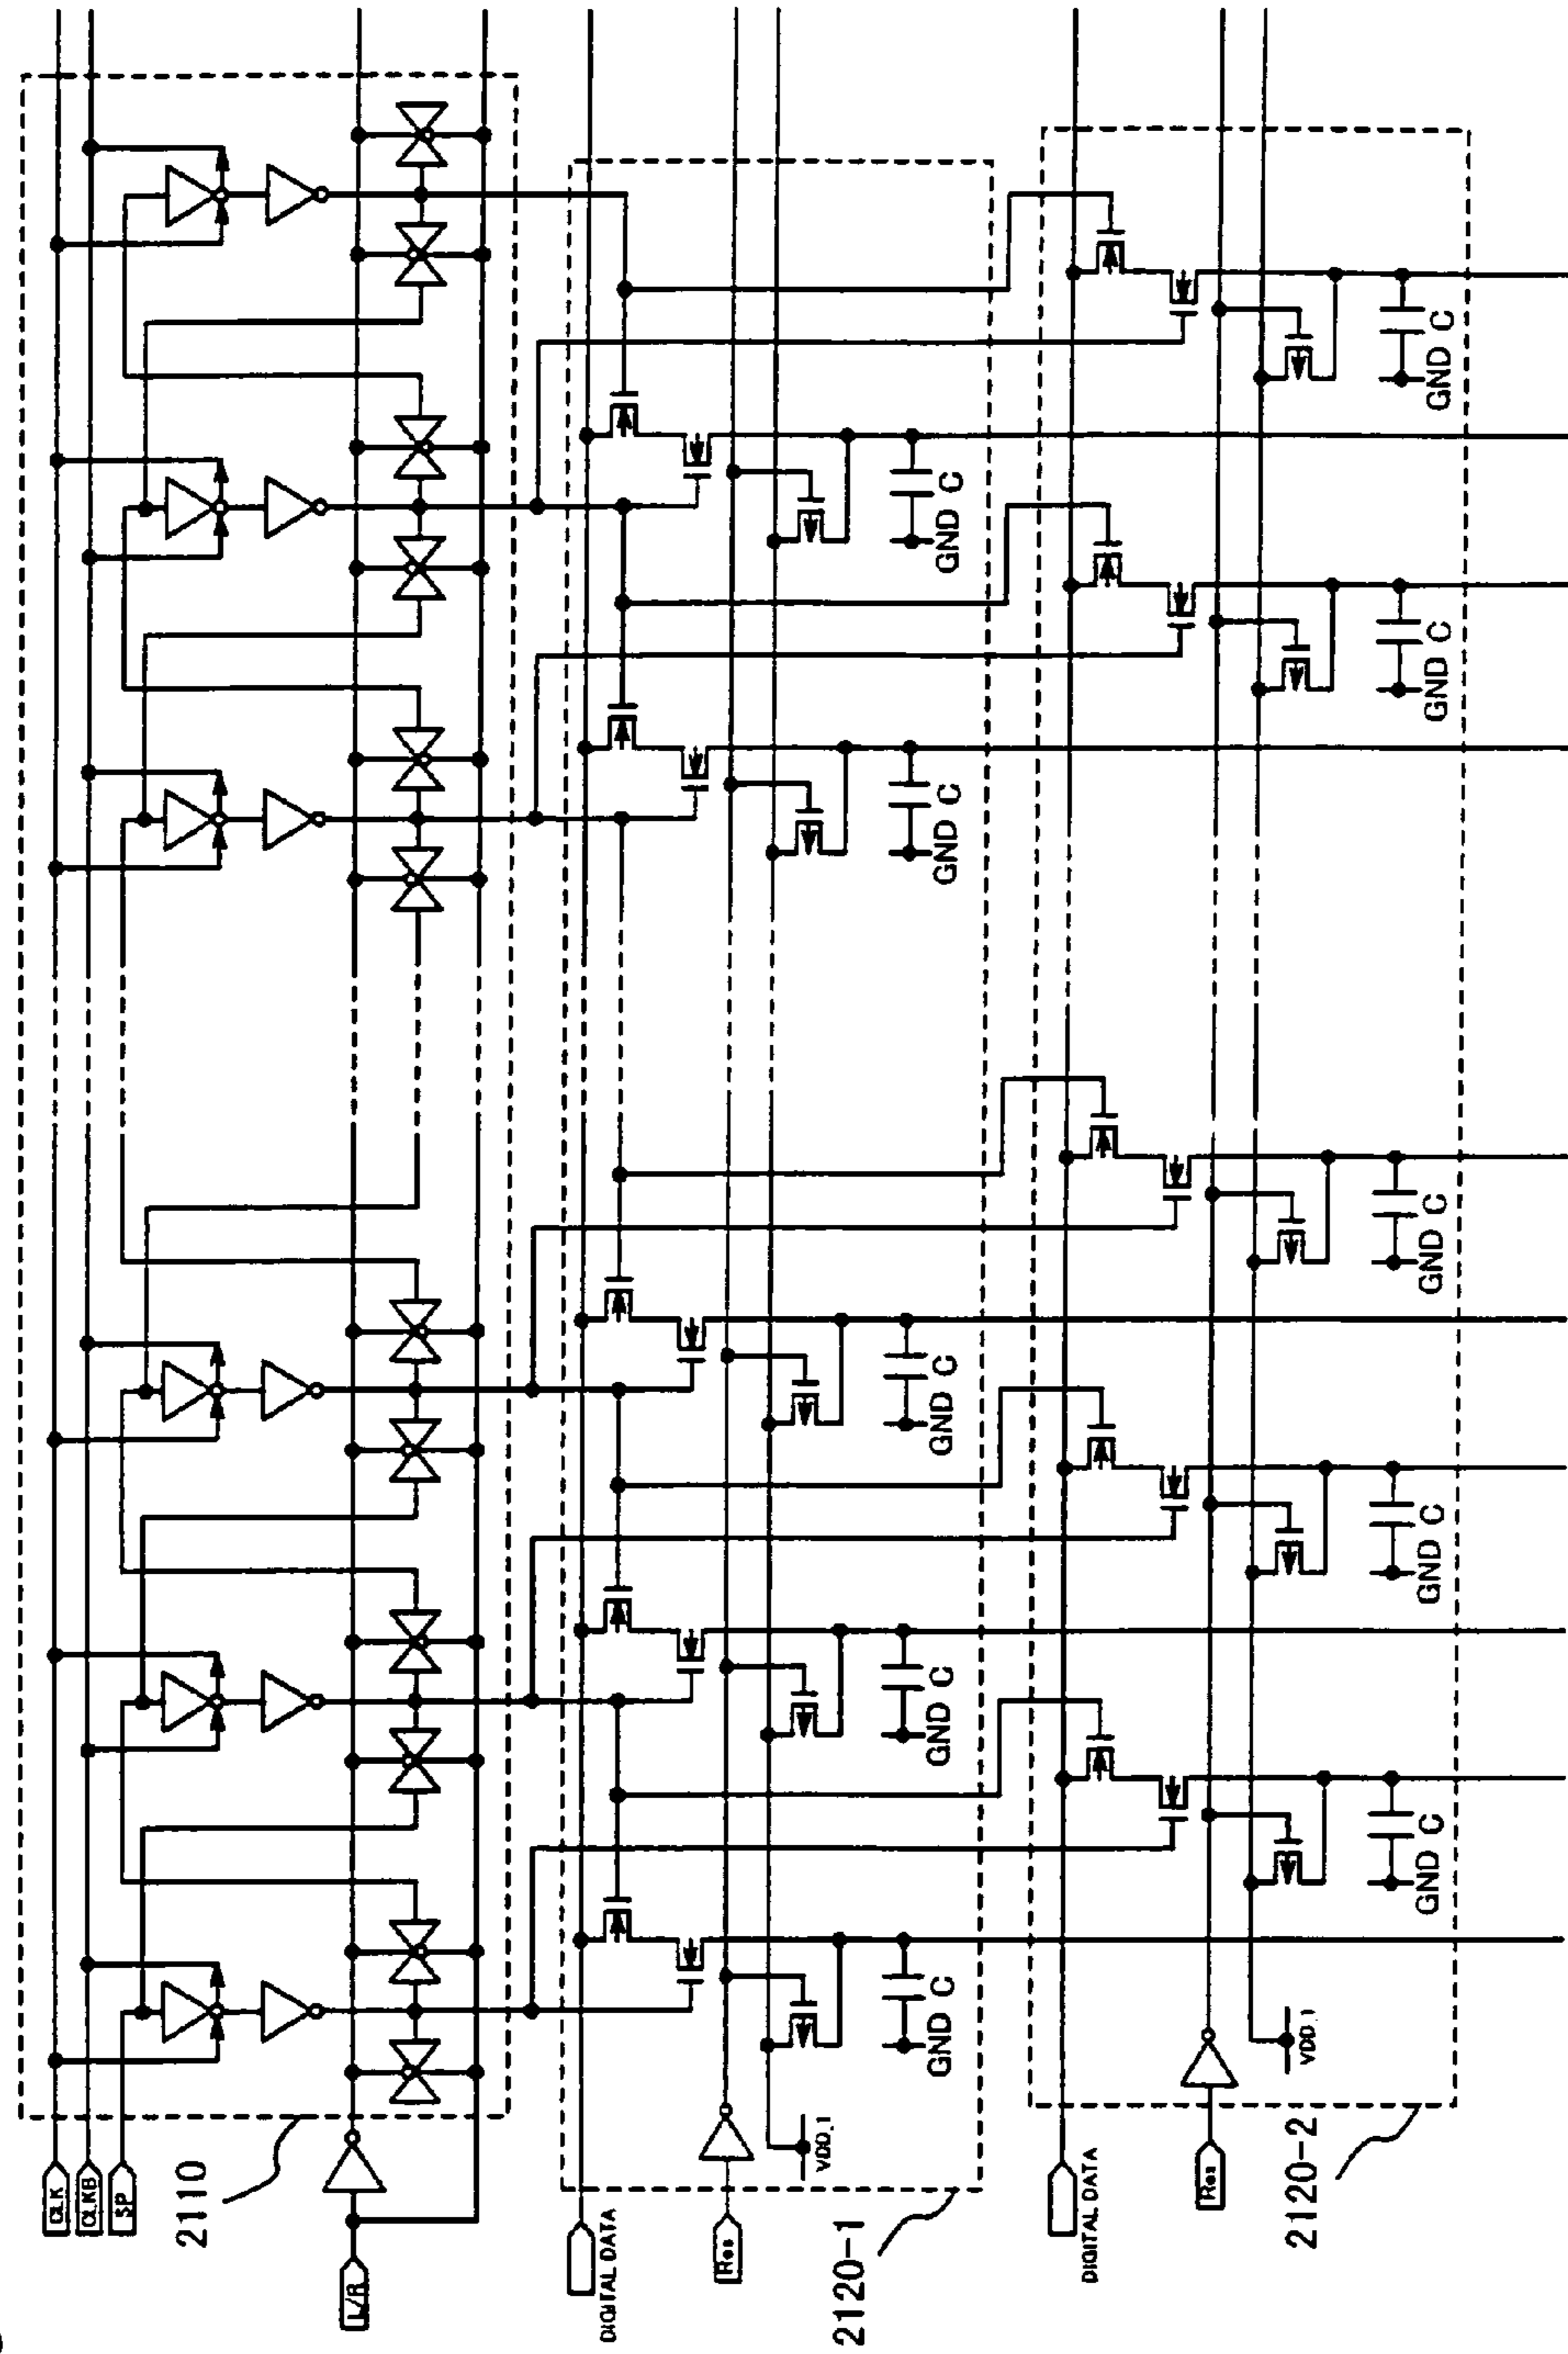 CLK
CLKB
SP
2110
L/R
DIGITAL DATA
Res
2120-1
VDD_1
GND C
GND C
GND C
GND C
GND C
DIGITAL DATA
Res
2120-2
VDD_1
GND C
GND C
GND C
GND C
GND C